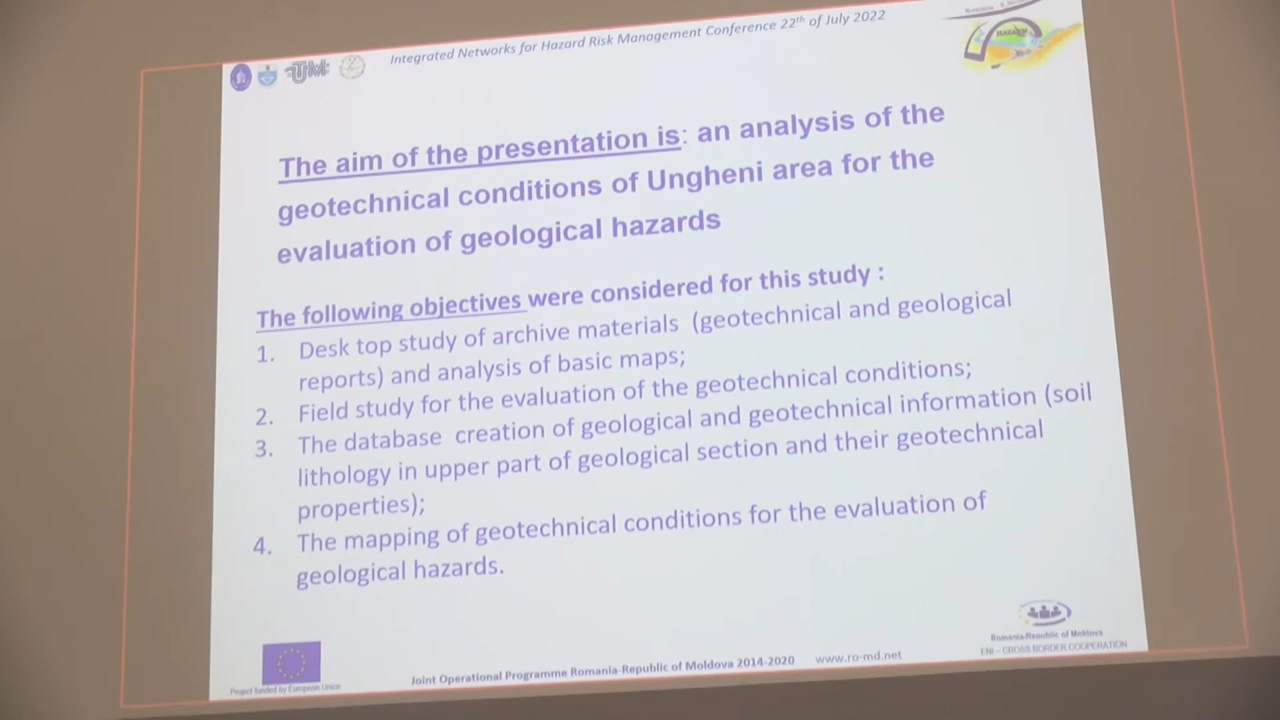 Integrated Networks for Hazard Risk Management Conference 22th of July 2022
UTM
The aim of the presentation is: an analysis of the
geotechnical conditions of Ungheni area for the
evaluation of geological hazards
The following objectives were considered for this study :
1. Desk top study of archive materials (geotechnical and geological
reports) and analysis of basic maps;
2. Field study for the evaluation of the geotechnical conditions;
3. The database creation of geological and geotechnical information (soil
lithology in upper part of geological section and their geotechnical
properties);
4. The mapping of geotechnical conditions for the evaluation of
geological hazards.
Project funded by European Union
Joint Operational Programme Romania-Republic of Moldova 2014-2020 www.ro-md.net
Romania-Republic of Moldova
ENI - CROSS BORDER COOPERATION